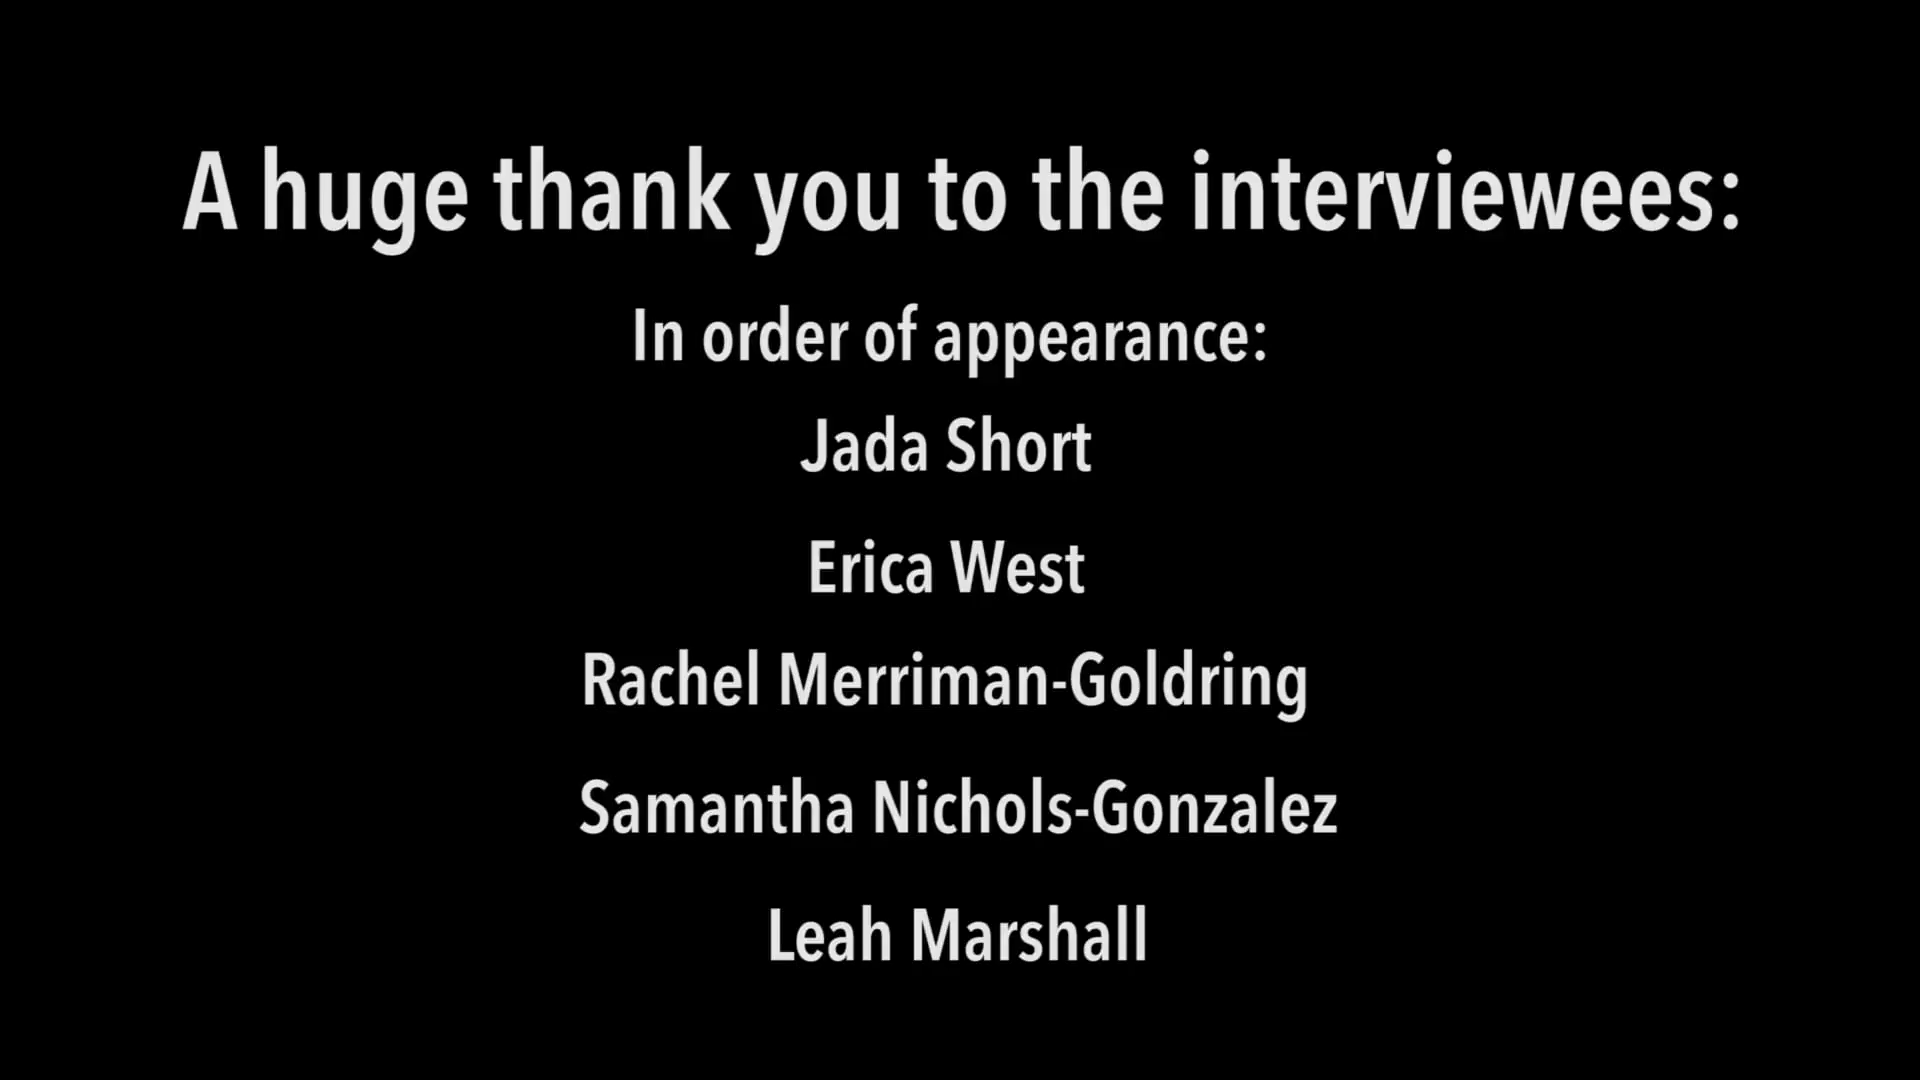 A huge thank you to the interviewees:
In order of appearance:
Jada Short
Erica West
Rachel Merriman-Goldring
Samantha Nichols-Gonzalez
Leah Marshall